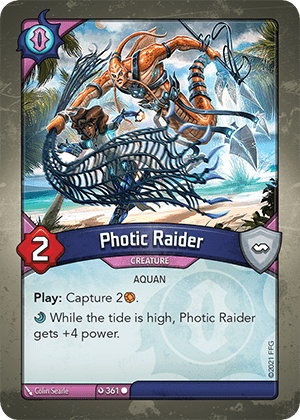 2
Photic Raider
CREATURE
AQUAN
Play: Capture 2.
While the tide is high, Photic Raider
gets +4 power.
©2021 FFG
Colin Searle
361